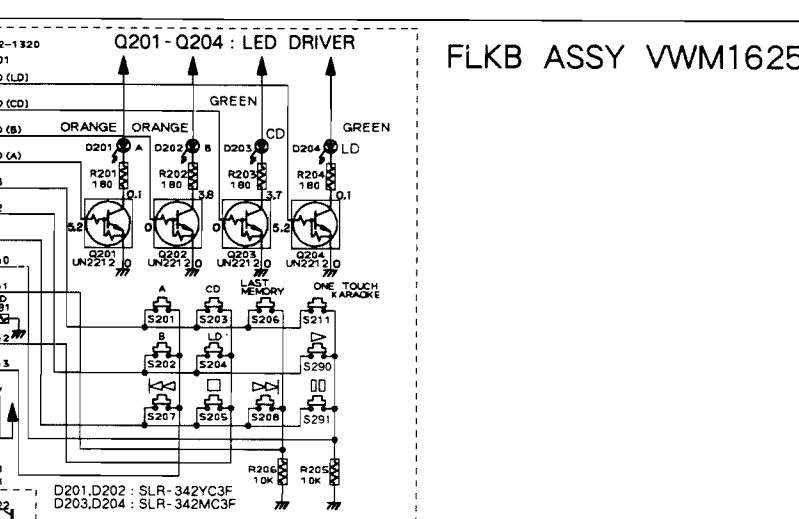 2-1320
Q201-Q204 : LED DRIVER
FLKB ASSY VWM1625
01
(LD)
(CD)
GREEN
(B)
ORANGE ORANGE CD GREEN
D201 A D202 B D203 D204 LD
(A)
R201 R202 R203 R204
180 180 180 180
0.1 3.8 3.7 0.1
5.2 0 0 5.2
Q201 Q202 Q203 Q204
UN2212 0 UN2212 0 UN2212 0 UN2212 0
A CD LAST MEMORY ONE TOUCH KARAOKE
S201 S203 S206 S211
B LD
S202 S204 S290
S207 S205 S208 S291
R206 R205
10K 10K
D201,D202 : SLR-342YC3F
D203,D204 : SLR-342MC3F